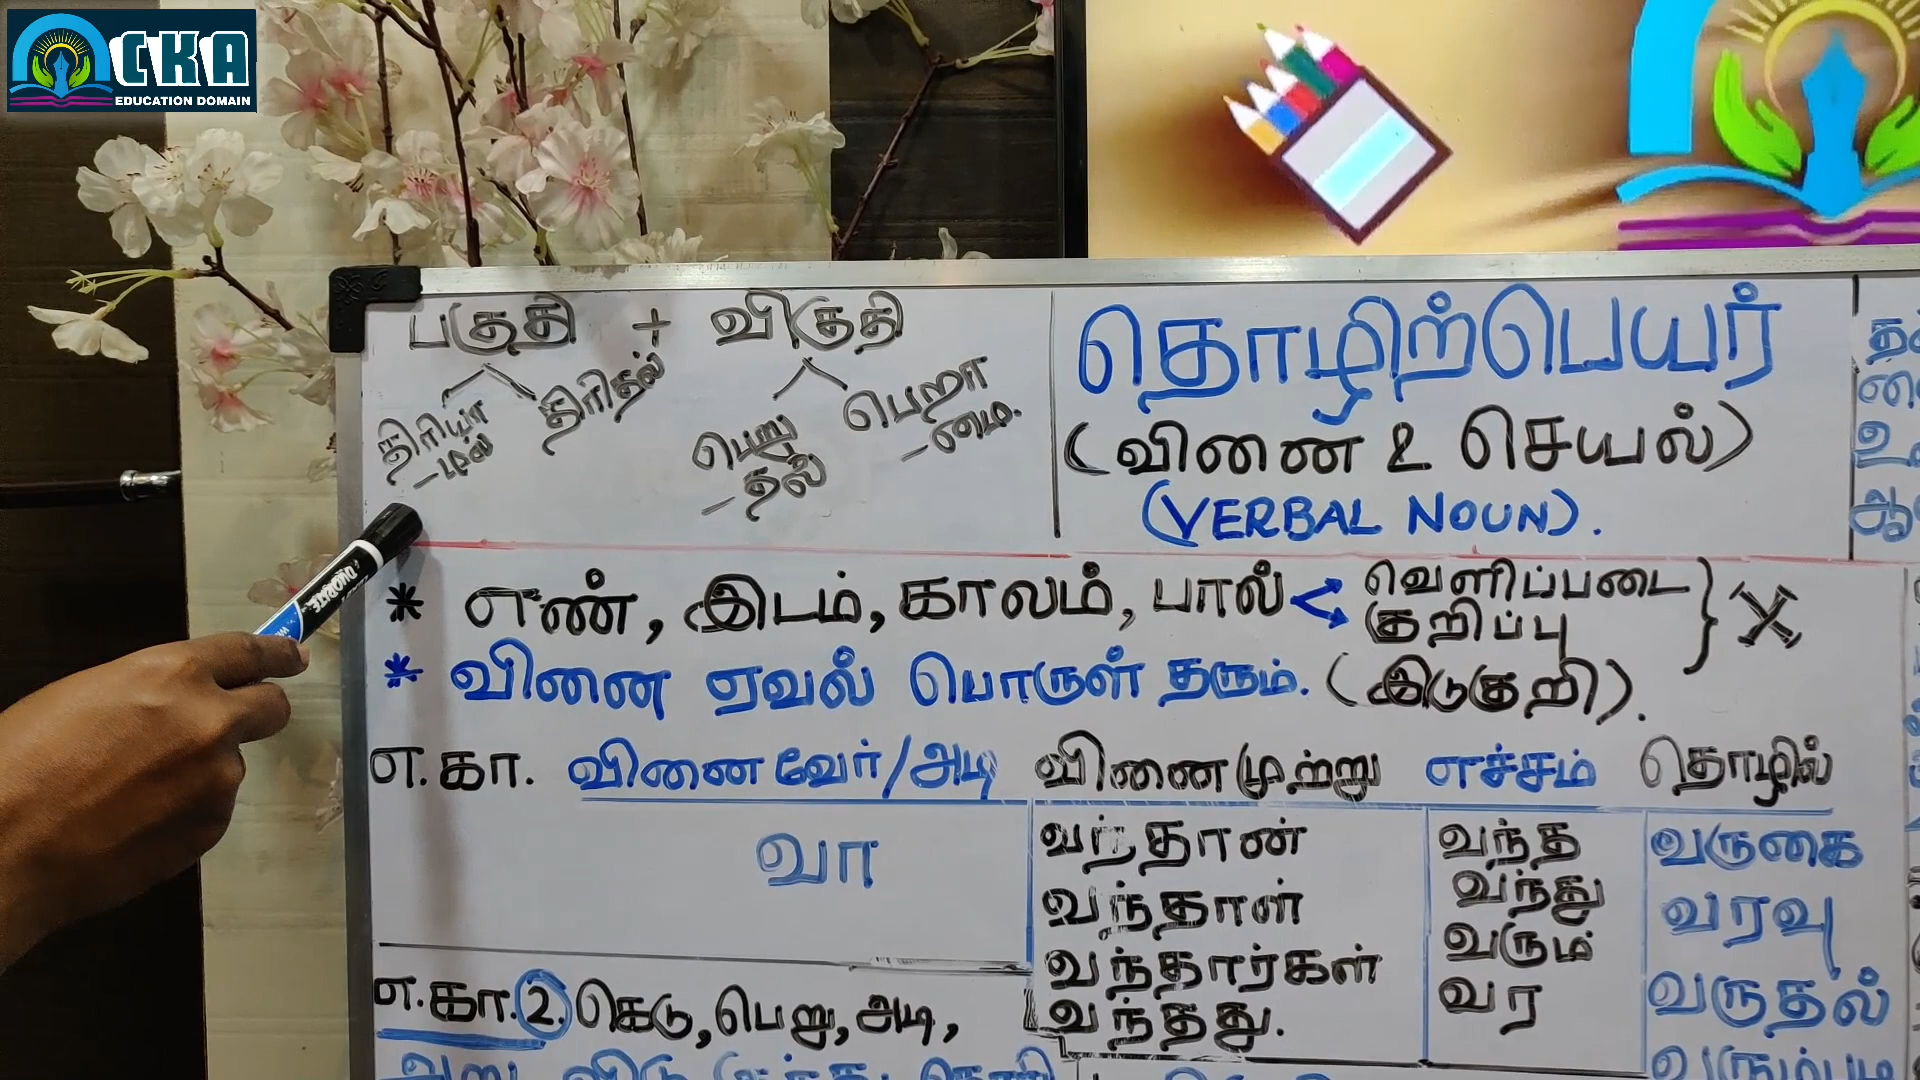 CKA
EDUCATION DOMAIN
பகுதி + விகுதி
திரியா
-மல்
திரிதல்
பெறு
-தல்
பெறா
-மை.
தொழிற்பெயர்
(வினை & செயல்)
(VERBAL NOUN).
* எண், இடம், காலம், பால் < வெளிப்படை
குறிப்பு } X
* வினை ஏவல் பொருள் தரும். (இடுகுறி).
எ.கா. வினை வேர்/அடி வினைமுற்று எச்சம் தொழில்
வா
வந்தான் வந்த வருகை
வந்தாள் வந்து வரவு
வந்தார்கள் வரும் வருதல்
வந்தது. வர
எ.கா. 2. கெடு, பெறு, அடி,